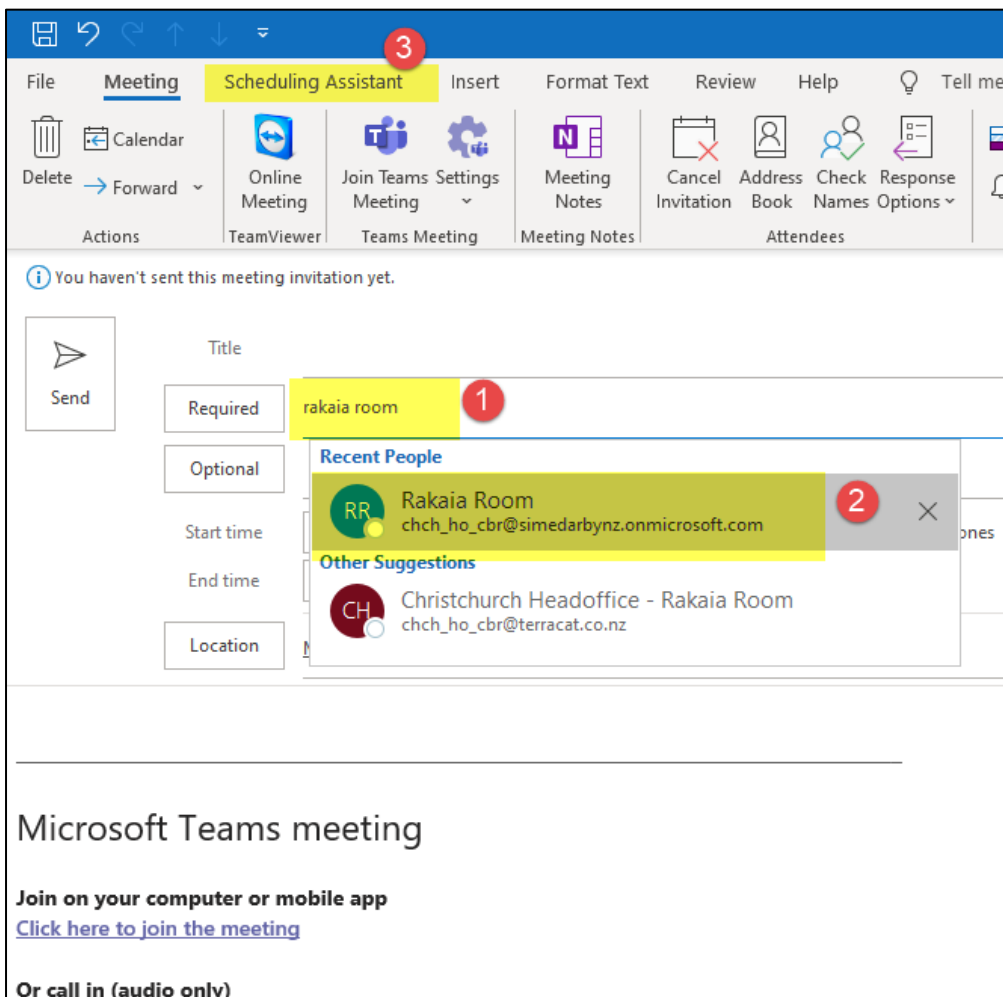 3
File Meeting Scheduling Assistant Insert Format Text Review Help Tell me
Delete
Calendar
Forward
Actions
Online Meeting
TeamViewer
Join Teams Meeting
Settings
Teams Meeting
Meeting Notes
Meeting Notes
Cancel Invitation
Address Book
Check Names
Response Options
Attendees
You haven't sent this meeting invitation yet.
Send
Title
Required rakaia room 1
Optional
Recent People
RR Rakaia Room 2
chch_ho_cbr@simedarbynz.onmicrosoft.com
Start time
End time
Other Suggestions
CH Christchurch Headoffice - Rakaia Room
chch_ho_cbr@terracat.co.nz
Location
Microsoft Teams meeting
Join on your computer or mobile app
Click here to join the meeting
Or call in (audio only)